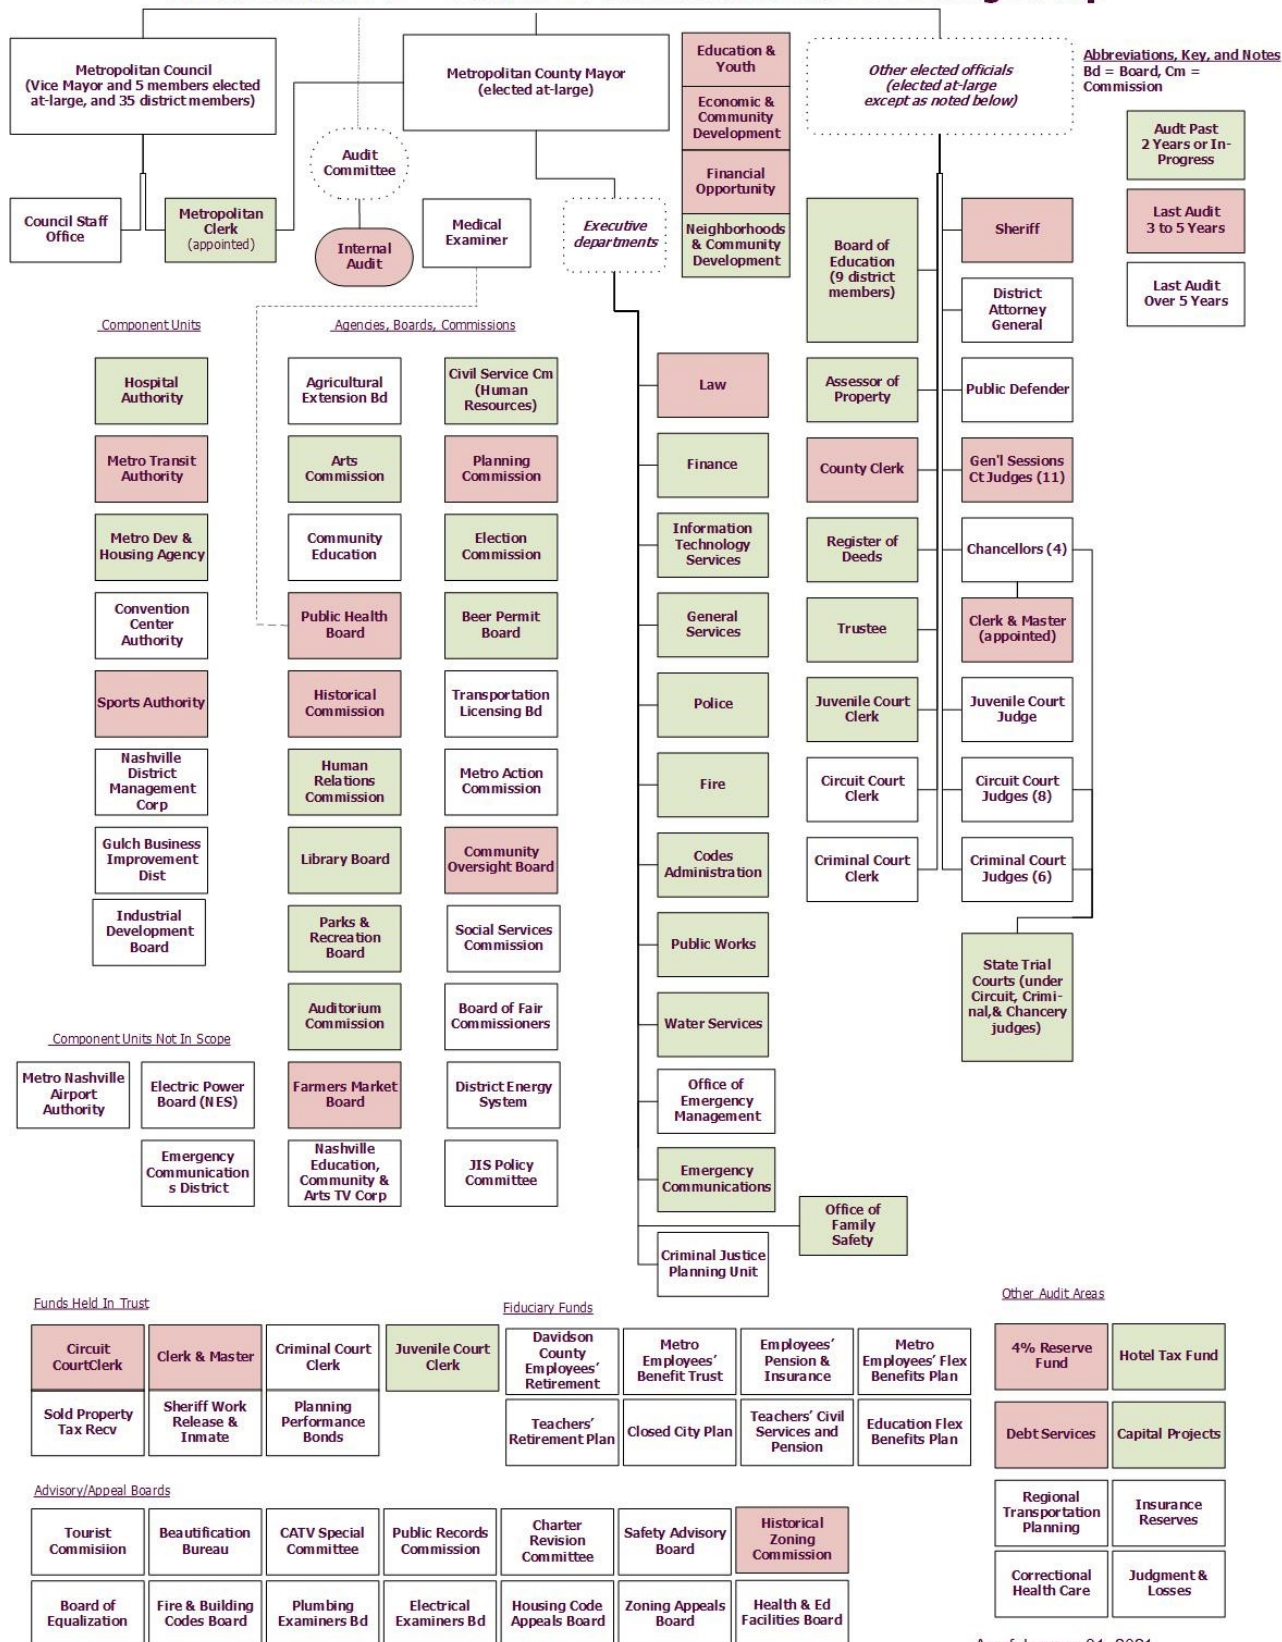 Metropolitan Council
(Vice Mayor and 5 members elected
at-large, and 35 district members)
Metropolitan County Mayor
(elected at-large)
Education &
Youth
Economic &
Community
Development
Financial
Opportunity
Neighborhoods
& Community
Development
Other elected officials
(elected at-large
except as noted below)
Abbreviations, Key, and Notes
Bd = Board, Cm =
Commission
Audt Past
2 Years or In-
Progress
Last Audit
3 to 5 Years
Last Audit
Over 5 Years
Audit
Committee
Council Staff
Office
Metropolitan
Clerk
(appointed)
Internal
Audit
Medical
Examiner
Executive
departments
Board of
Education
(9 district
members)
Sheriff
District
Attorney
General
Component Units
Agencies, Boards, Commissions
Hospital
Authority
Agricultural
Extension Bd
Civil Service Cm
(Human
Resources)
Law
Assessor of
Property
Public Defender
Metro Transit
Authority
Arts
Commission
Planning
Commission
Finance
County Clerk
Gen'l Sessions
Ct Judges (11)
Metro Dev &
Housing Agency
Community
Education
Election
Commission
Information
Technology
Services
Register of
Deeds
Chancellors (4)
Convention
Center
Authority
Public Health
Board
Beer Permit
Board
General
Services
Trustee
Clerk & Master
(appointed)
Sports Authority
Historical
Commission
Transportation
Licensing Bd
Police
Juvenile Court
Clerk
Juvenile Court
Judge
Nashville
District
Management
Corp
Human
Relations
Commission
Metro Action
Commission
Fire
Circuit Court
Clerk
Circuit Court
Judges (8)
Gulch Business
Improvement
Dist
Library Board
Community
Oversight Board
Codes
Administration
Criminal Court
Clerk
Criminal Court
Judges (6)
Industrial
Development
Board
Parks &
Recreation
Board
Social Services
Commission
Public Works
State Trial
Courts (under
Circuit, Crimi-
nal,& Chancery
judges)
Auditorium
Commission
Board of Fair
Commissioners
Water Services
Component Units Not In Scope
Metro Nashville
Airport
Authority
Electric Power
Board (NES)
Farmers Market
Board
District Energy
System
Office of
Emergency
Management
Emergency
Communication
s District
Nashville
Education,
Community &
Arts TV Corp
JIS Policy
Committee
Emergency
Communications
Office of
Family
Safety
Criminal Justice
Planning Unit
Funds Held In Trust
Circuit
CourtClerk
Clerk & Master
Criminal Court
Clerk
Juvenile Court
Clerk
Sold Property
Tax Recv
Sheriff Work
Release &
Inmate
Planning
Performance
Bonds
Fiduciary Funds
Davidson
County
Employees'
Retirement
Metro
Employees'
Benefit Trust
Employees'
Pension &
Insurance
Metro
Employees' Flex
Benefits Plan
Teachers'
Retirement Plan
Closed City Plan
Teachers' Civil
Services and
Pension
Education Flex
Benefits Plan
Other Audit Areas
4% Reserve
Fund
Hotel Tax Fund
Debt Services
Capital Projects
Regional
Transportation
Planning
Insurance
Reserves
Correctional
Health Care
Judgment &
Losses
Advisory/Appeal Boards
Tourist
Commisiion
Beautification
Bureau
CATV Special
Committee
Public Records
Commission
Charter
Revision
Committee
Safety Advisory
Board
Historical
Zoning
Commission
Board of
Equalization
Fire & Building
Codes Board
Plumbing
Examiners Bd
Electrical
Examiners Bd
Housing Code
Appeals Board
Zoning Appeals
Board
Health & Ed
Facilities Board